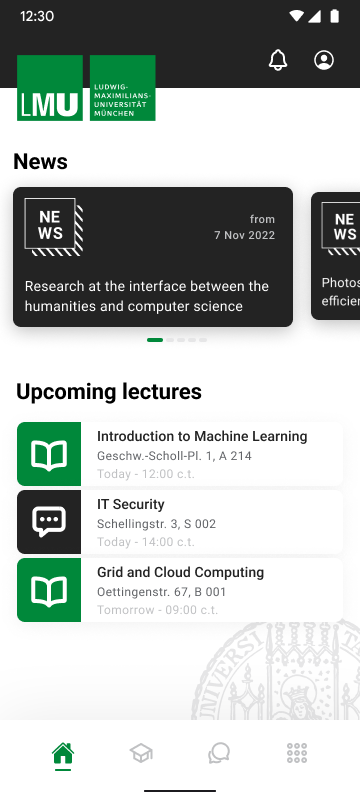 12:30
LMU
LUDWIG-
MAXIMILIANS-
UNIVERSITÄT
MÜNCHEN
News
NE
WS
from
7 Nov 2022
Research at the interface between the
humanities and computer science
NE
WS
Photos
efficien
Upcoming lectures
Introduction to Machine Learning
Geschw.-Scholl-Pl. 1, A 214
Today - 12:00 c.t.
IT Security
Schellingstr. 3, S 002
Today - 14:00 c.t.
Grid and Cloud Computing
Oettingenstr. 67, B 001
Tomorrow - 09:00 c.t.